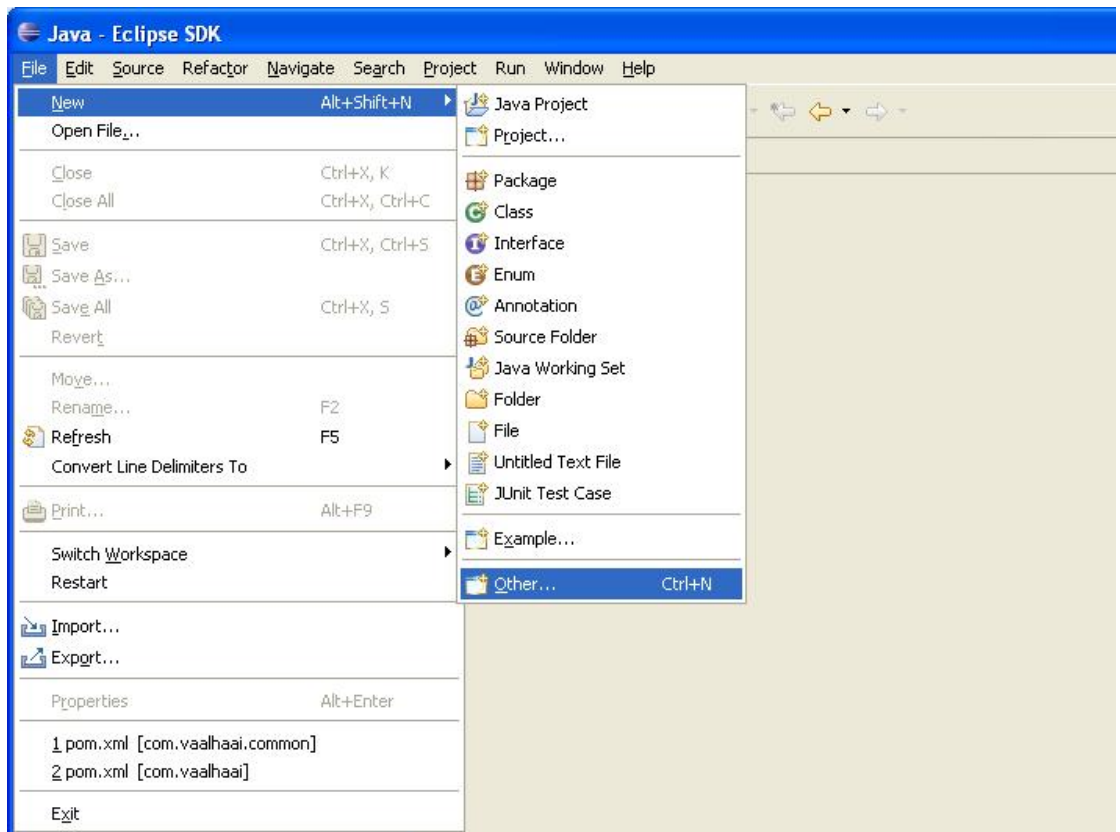 Java - Eclipse SDK
File Edit Source Refactor Navigate Search Project Run Window Help
New Alt+Shift+N
Open File...
Close Ctrl+X, K
Close All Ctrl+X, Ctrl+C
Save Ctrl+X, Ctrl+S
Save As...
Save All Ctrl+X, S
Revert
Move...
Rename... F2
Refresh F5
Convert Line Delimiters To
Print... Alt+F9
Switch Workspace
Restart
Import...
Export...
Properties Alt+Enter
1 pom.xml [com.vaalhaai.common]
2 pom.xml [com.vaalhaai]
Exit
Java Project
Project...
Package
Class
Interface
Enum
Annotation
Source Folder
Java Working Set
Folder
File
Untitled Text File
JUnit Test Case
Example...
Other... Ctrl+N